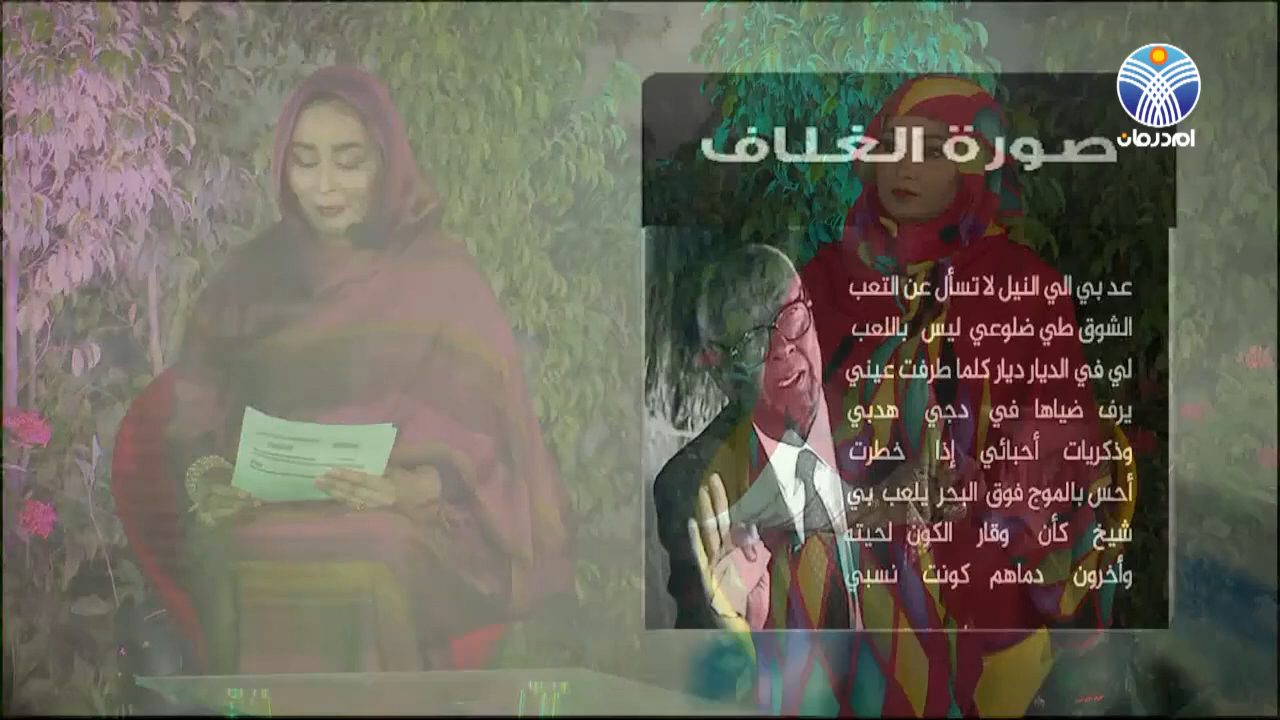 امدرمان
صورة الغلاف
عد بي الي النيل لا تسأل عن التعب
الشوق طي ضلوعي ليس باللعب
لي في الديار ديار كلما طرفت عيني
يرف ضياها في دجي هدبي
وذكريات أحبائي إذا خطرت
أحس بالموج فوق البحر يلعب بي
شيخ كأن وقار الكون لحيته
وأخرون دماهم كونت نسبي